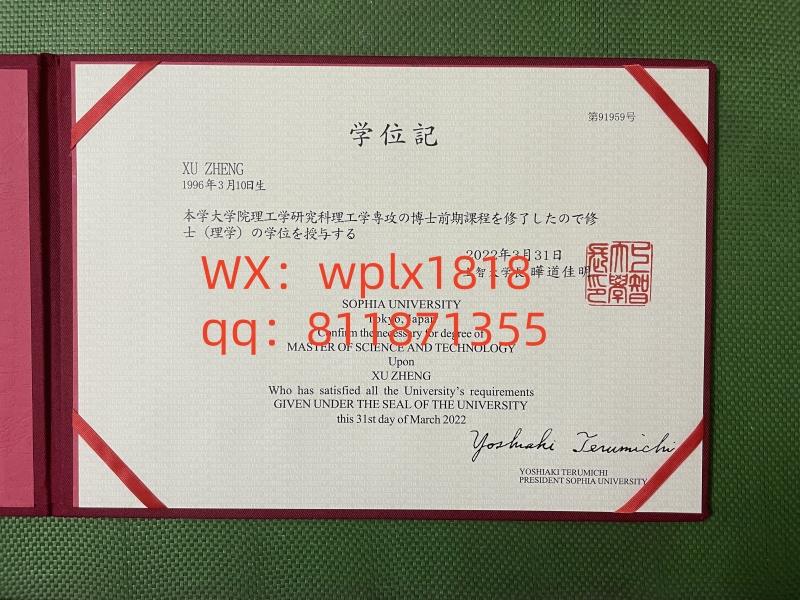 第91959号
学位記
XU ZHENG
1996年3月10日生
本学大学院理工学研究科理工学専攻の博士前期課程を修了したので修
士（理学）の学位を授与する
2022年3月31日
智大学長 曄道佳明
上智大學長印
WX：wplx1818
SOPHIA UNIVERSITY
Tokyo, Japan
qq：811871355
Confirm the necessary for degree of
MASTER OF SCIENCE AND TECHNOLOGY
Upon
XU ZHENG
Who has satisfied all the University's requirements
GIVEN UNDER THE SEAL OF THE UNIVERSITY
this 31st day of March 2022
Yoshiaki Terumichi
YOSHIAKI TERUMICHI
PRESIDENT SOPHIA UNIVERSITY